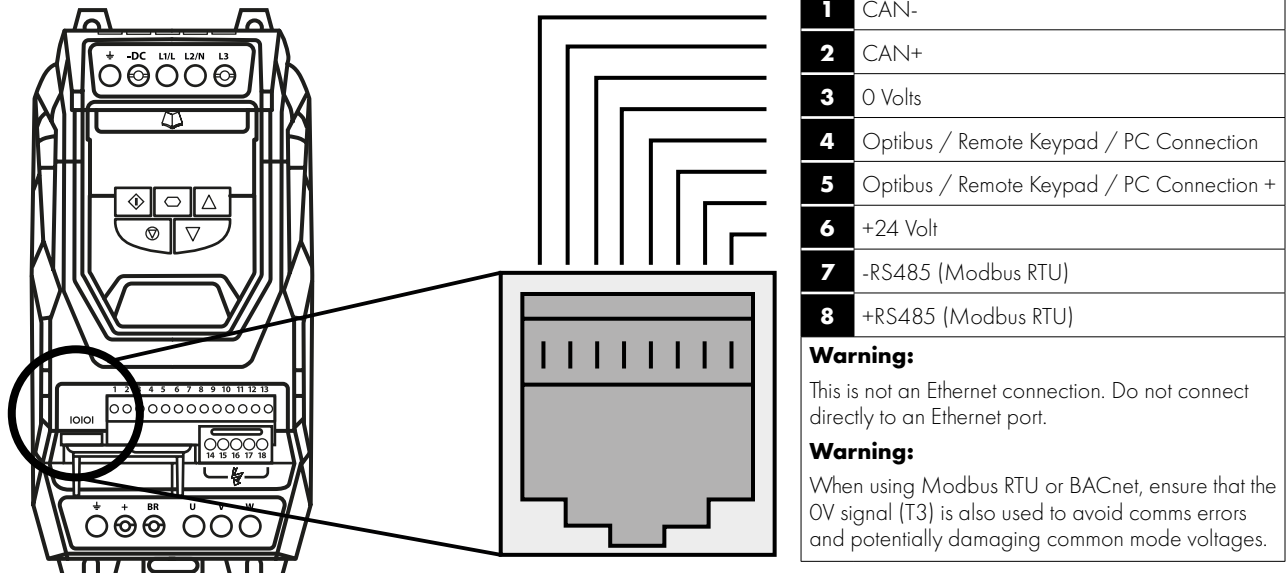 -DC L1/L L2/N L3
1 2 3 4 5 6 7 8 9 10 11 12 13
IOIOI
14 15 16 17 18
+ BR U V W
1 CAN-
2 CAN+
3 0 Volts
4 Optibus / Remote Keypad / PC Connection
5 Optibus / Remote Keypad / PC Connection +
6 +24 Volt
7 -RS485 (Modbus RTU)
8 +RS485 (Modbus RTU)
Warning:
This is not an Ethernet connection. Do not connect
directly to an Ethernet port.
Warning:
When using Modbus RTU or BACnet, ensure that the
0V signal (T3) is also used to avoid comms errors
and potentially damaging common mode voltages.